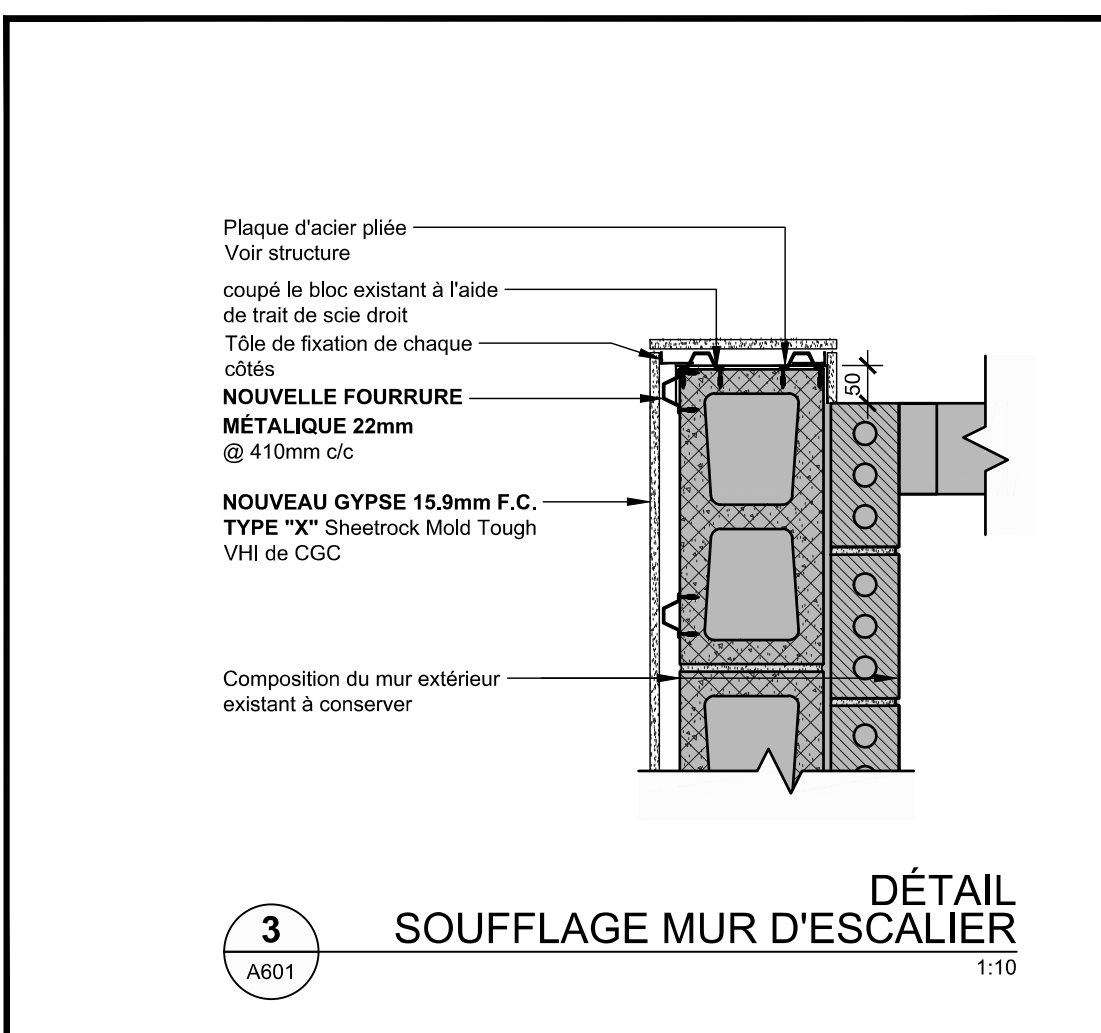 Plaque d'acier pliée
Voir structure
coupé le bloc existant à l'aide
de trait de scie droit
Tôle de fixation de chaque
côtés
NOUVELLE FOURRURE
MÉTALIQUE 22mm
@ 410mm c/c
NOUVEAU GYPSE 15.9mm F.C.
TYPE "X" Sheetrock Mold Tough
VHI de CGC
Composition du mur extérieur
existant à conserver
50
3
A601
DÉTAIL
SOUFFLAGE MUR D'ESCALIER
1:10